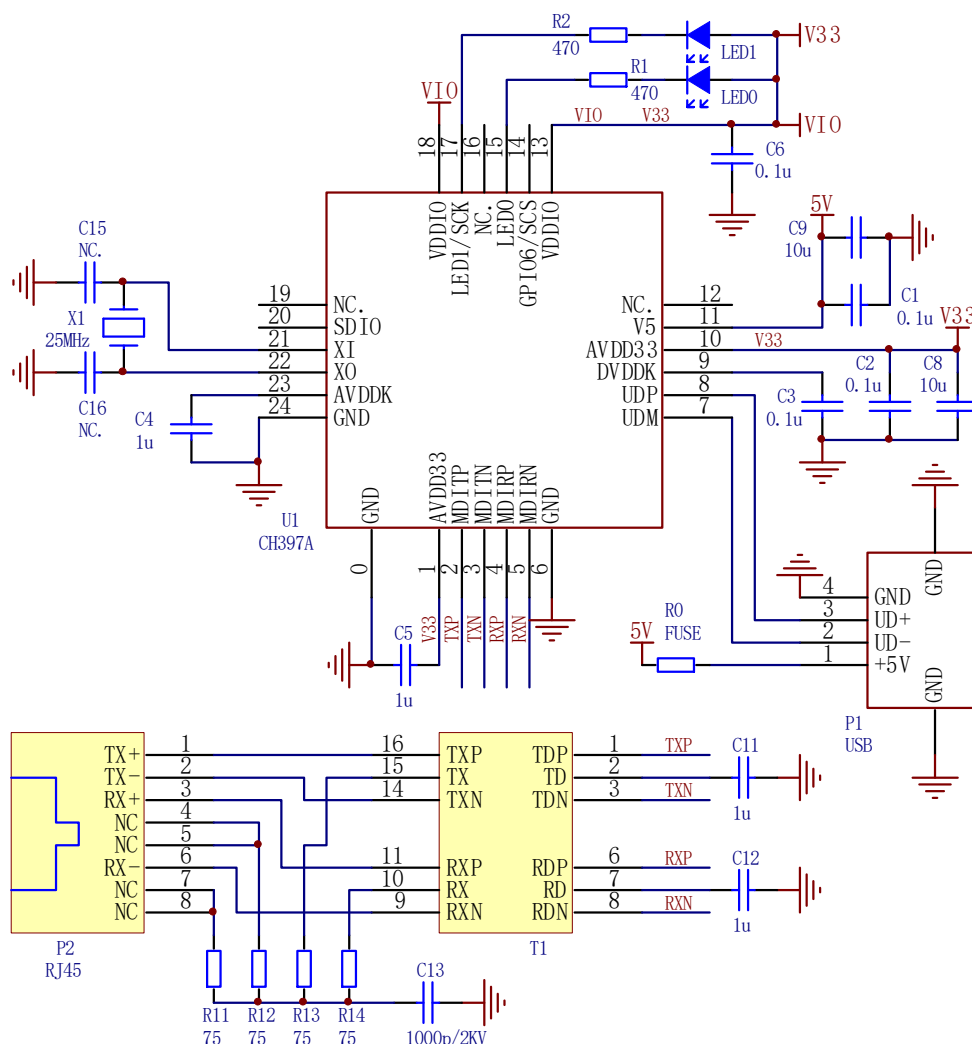 R2
470
LED1
V33
R1
470
LED0
VIO
VIO
V33
VIO
C6
0.1u
18
17
16
15
14
13
VDDIO
LED1/SCK
NC.
LED0
GPIO6/SCS
VDDIO
C15
NC.
X1
25MHz
C16
NC.
C4
1u
19
20
21
22
23
24
NC.
SDIO
XI
XO
AVDDK
GND
NC.
V5
AVDD33
DVDDK
UDP
UDM
12
11
10
9
8
7
5V
C9
10u
C1
0.1u
V33
V33
C2
0.1u
C8
10u
C3
0.1u
GND
AVDD33
MDITP
MDITN
MDIRP
MDIRN
GND
U1
CH397A
0
1
2
3
4
5
6
V33
TXP
TXN
RXP
RXN
C5
1u
5V
R0
FUSE
4
3
2
1
GND
UD+
UD-
+5V
GND
GND
P1
USB
TX+
TX-
RX+
NC
NC
RX-
NC
NC
1
2
3
4
5
6
7
8
P2
RJ45
16
15
14
11
10
9
TXP
TX
TXN
RXP
RX
RXN
TDP
TD
TDN
RDP
RD
RDN
1
2
3
6
7
8
T1
TXP
TXN
RXP
RXN
C11
1u
C12
1u
R11
75
R12
75
R13
75
R14
75
C13
1000p/2KV